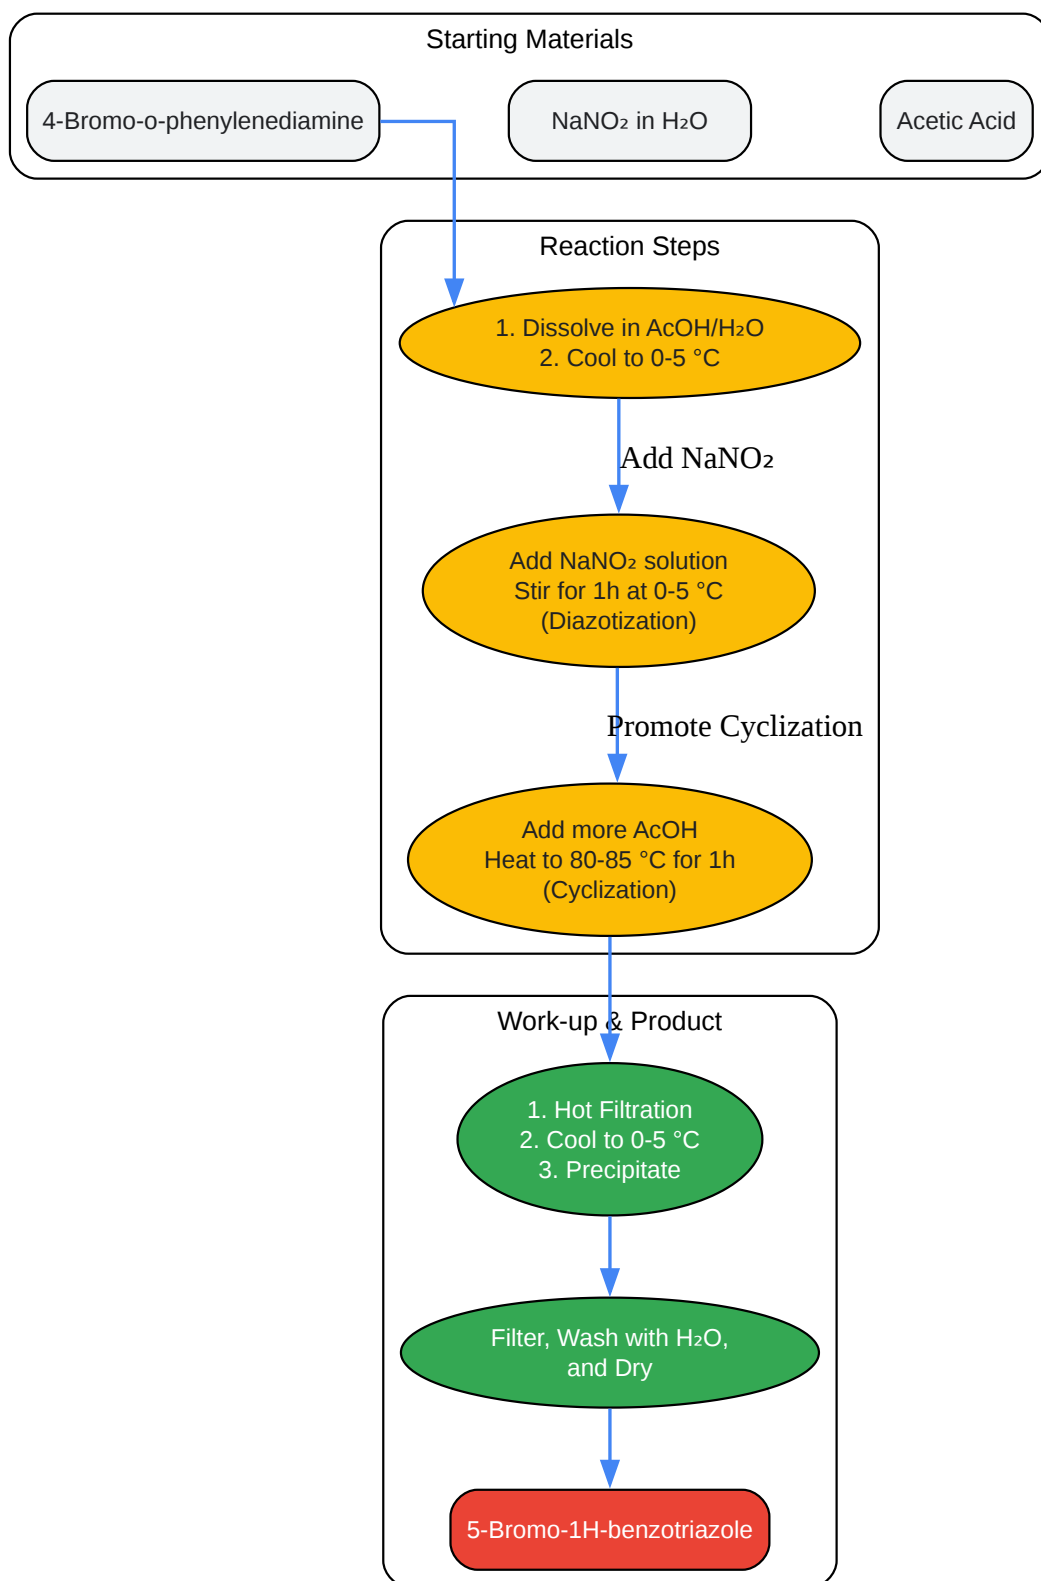 Starting Materials
4-Bromo-o-phenylenediamine
NaNO₂ in H₂O
Acetic Acid
Reaction Steps
1. Dissolve in AcOH/H₂O
2. Cool to 0-5 °C
Add NaNO₂
Add NaNO₂ solution
Stir for 1h at 0-5 °C
(Diazotization)
Promote Cyclization
Add more AcOH
Heat to 80-85 °C for 1h
(Cyclization)
Work-up & Product
1. Hot Filtration
2. Cool to 0-5 °C
3. Precipitate
Filter, Wash with H₂O,
and Dry
5-Bromo-1H-benzotriazole